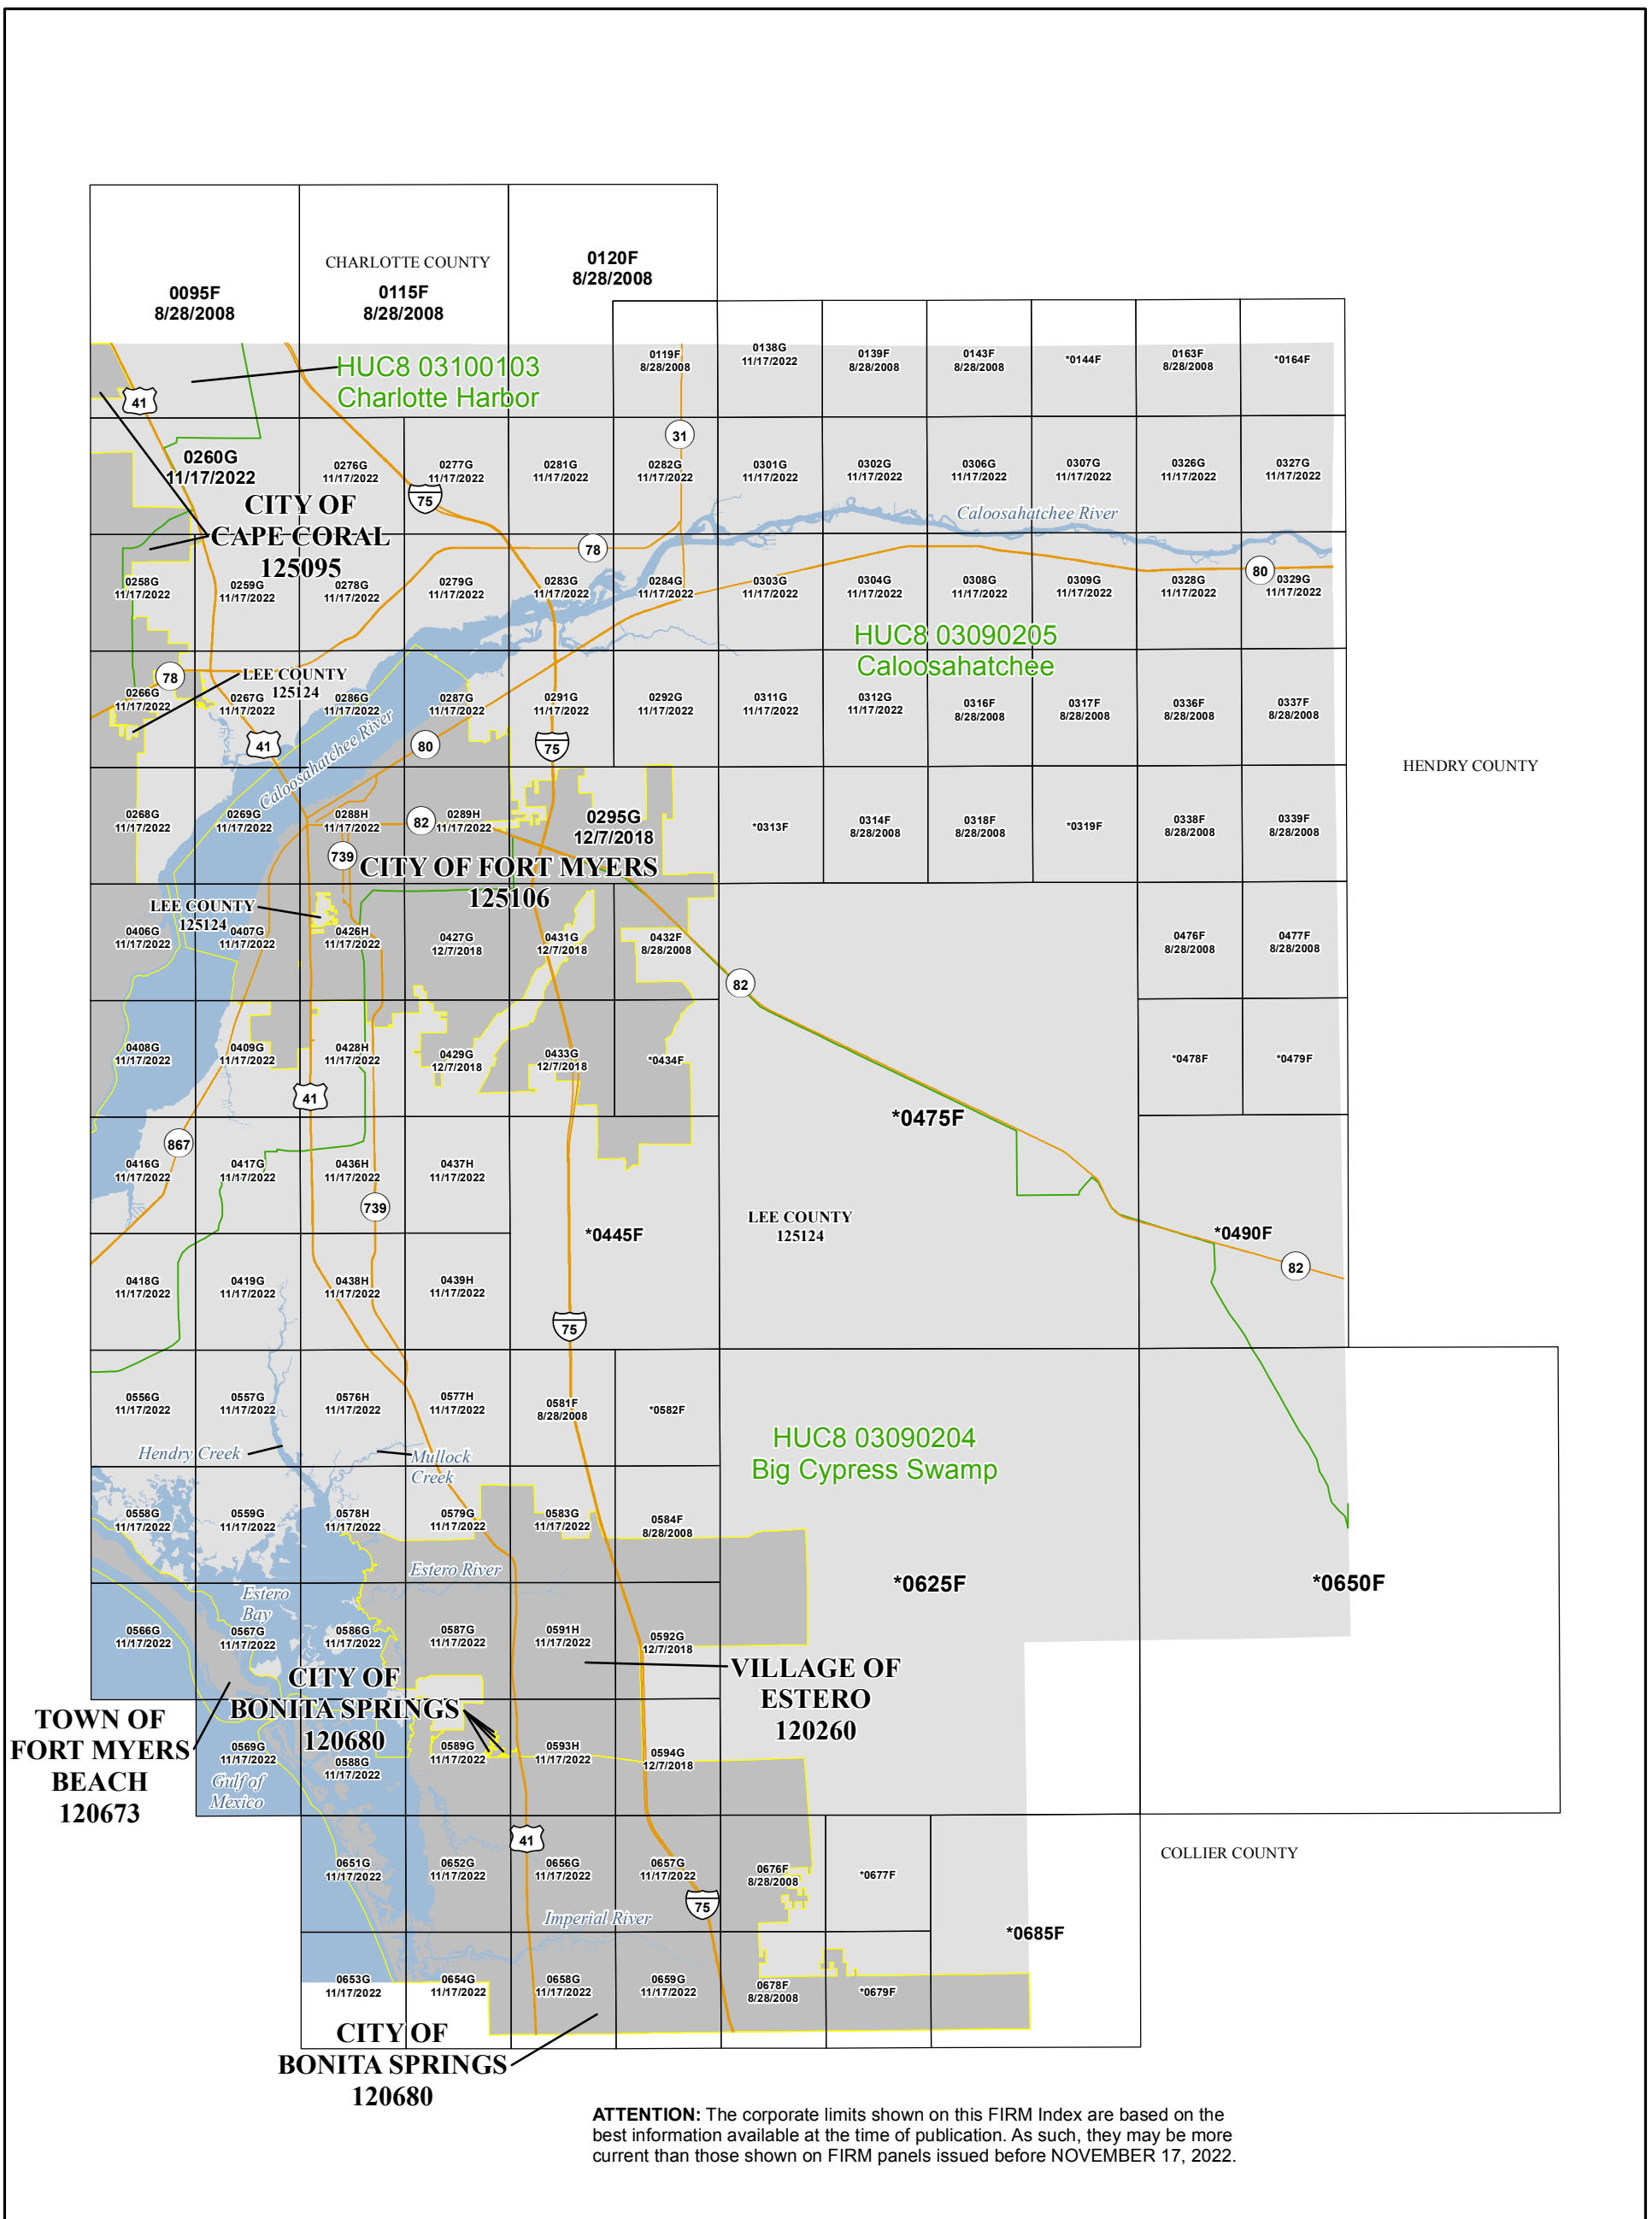 CHARLOTTE COUNTY
0095F
8/28/2008
0115F
8/28/2008
0120F
8/28/2008
HUC8 03100103
Charlotte Harbor
41
0119F
8/28/2008
0138G
11/17/2022
0139F
8/28/2008
0143F
8/28/2008
*0144F
0163F
8/28/2008
*0164F
31
0260G
11/17/2022
0276G
11/17/2022
0277G
11/17/2022
75
0281G
11/17/2022
0282G
11/17/2022
0301G
11/17/2022
0302G
11/17/2022
0306G
11/17/2022
0307G
11/17/2022
0326G
11/17/2022
0327G
11/17/2022
CITY OF
CAPE CORAL
125095
Caloosahatchee River
78
80
0258G
11/17/2022
0259G
11/17/2022
0278G
11/17/2022
0279G
11/17/2022
0283G
11/17/2022
0284G
11/17/2022
0303G
11/17/2022
0304G
11/17/2022
0308G
11/17/2022
0309G
11/17/2022
0328G
11/17/2022
0329G
11/17/2022
HUC8 03090205
Caloosahatchee
78
LEE COUNTY
125124
0266G
11/17/2022
0267G
11/17/2022
0286G
11/17/2022
0287G
11/17/2022
0291G
11/17/2022
0292G
11/17/2022
0311G
11/17/2022
0312G
11/17/2022
0316F
8/28/2008
0317F
8/28/2008
0336F
8/28/2008
0337F
8/28/2008
41
Caloosahatchee River
80
75
HENDRY COUNTY
0268G
11/17/2022
0269G
11/17/2022
0288H
11/17/2022
82
0289H
11/17/2022
0295G
12/7/2018
*0313F
0314F
8/28/2008
0318F
8/28/2008
*0319F
0338F
8/28/2008
0339F
8/28/2008
739
CITY OF FORT MYERS
125106
LEE COUNTY
125124
0406G
11/17/2022
0407G
11/17/2022
0426H
11/17/2022
0427G
12/7/2018
0431G
12/7/2018
0432F
8/28/2008
0476F
8/28/2008
0477F
8/28/2008
82
0408G
11/17/2022
0409G
11/17/2022
0428H
11/17/2022
0429G
12/7/2018
0433G
12/7/2018
*0434F
*0478F
*0479F
41
*0475F
867
0416G
11/17/2022
0417G
11/17/2022
0436H
11/17/2022
0437H
11/17/2022
739
*0445F
LEE COUNTY
125124
*0490F
82
0418G
11/17/2022
0419G
11/17/2022
0438H
11/17/2022
0439H
11/17/2022
75
0556G
11/17/2022
0557G
11/17/2022
0576H
11/17/2022
0577H
11/17/2022
0581F
8/28/2008
*0582F
HUC8 03090204
Big Cypress Swamp
Hendry Creek
Mullock
Creek
0558G
11/17/2022
0559G
11/17/2022
0578H
11/17/2022
0579G
11/17/2022
0583G
11/17/2022
0584F
8/28/2008
Estero River
*0625F
*0650F
Estero
Bay
0566G
11/17/2022
0567G
11/17/2022
0586G
11/17/2022
0587G
11/17/2022
0591H
11/17/2022
0592G
12/7/2018
CITY OF
BONITA SPRINGS
120680
VILLAGE OF
ESTERO
120260
TOWN OF
FORT MYERS
BEACH
120673
0569G
11/17/2022
0588G
11/17/2022
0589G
11/17/2022
0593H
11/17/2022
0594G
12/7/2018
Gulf of
Mexico
41
COLLIER COUNTY
0651G
11/17/2022
0652G
11/17/2022
0656G
11/17/2022
0657G
11/17/2022
0676F
8/28/2008
*0677F
75
Imperial River
*0685F
0653G
11/17/2022
0654G
11/17/2022
0658G
11/17/2022
0659G
11/17/2022
0678F
8/28/2008
*0679F
CITY OF
BONITA SPRINGS
120680
ATTENTION: The corporate limits shown on this FIRM Index are based on the
best information available at the time of publication. As such, they may be more
current than those shown on FIRM panels issued before NOVEMBER 17, 2022.